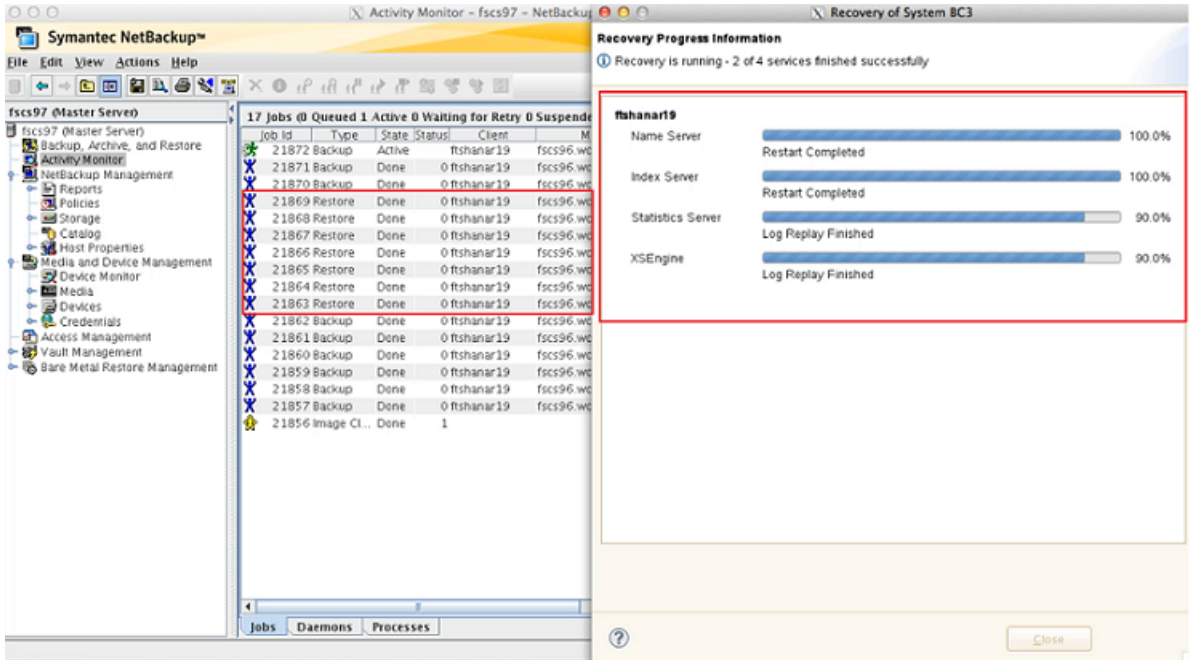 Activity Monitor - fscs97 - NetBackup
Symantec NetBackup™
File Edit View Actions Help
fscs97 (Master Server)
fscs97 (Master Server)
Backup, Archive, and Restore
Activity Monitor
NetBackup Management
Reports
Policies
Storage
Catalog
Host Properties
Media and Device Management
Device Monitor
Media
Devices
Credentials
Access Management
Vault Management
Bare Metal Restore Management
17 Jobs (0 Queued 1 Active 0 Waiting for Retry 0 Suspende
Job Id Type State Status Client M
21872 Backup Active ftshanar19 fscs96.wd
21871 Backup Done 0 ftshanar19 fscs96.wd
21870 Backup Done 0 ftshanar19 fscs96.wd
21869 Restore Done 0 ftshanar19 fscs96.wd
21868 Restore Done 0 ftshanar19 fscs96.wd
21867 Restore Done 0 ftshanar19 fscs96.wd
21866 Restore Done 0 ftshanar19 fscs96.wd
21865 Restore Done 0 ftshanar19 fscs96.wd
21864 Restore Done 0 ftshanar19 fscs96.wd
21863 Restore Done 0 ftshanar19 fscs96.wd
21862 Backup Done 0 ftshanar19 fscs96.wd
21861 Backup Done 0 ftshanar19 fscs96.wd
21860 Backup Done 0 ftshanar19 fscs96.wd
21859 Backup Done 0 ftshanar19 fscs96.wd
21858 Backup Done 0 ftshanar19 fscs96.wd
21857 Backup Done 0 ftshanar19 fscs96.wd
21856 Image Cl... Done 1
Jobs Daemons Processes
Recovery of System BC3
Recovery Progress Information
Recovery is running - 2 of 4 services finished successfully
ftshanar19
Name Server 100.0%
Restart Completed
Index Server 100.0%
Restart Completed
Statistics Server 90.0%
Log Replay Finished
XSEngine 90.0%
Log Replay Finished
Close